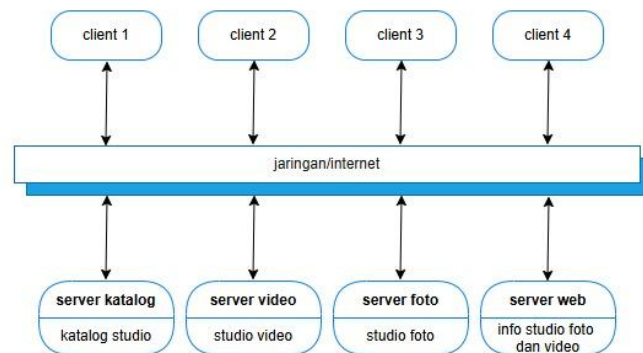 client 1
client 2
client 3
client 4
jaringan/internet
server katalog
katalog studio
server video
studio video
server foto
studio foto
server web
info studio foto
dan video